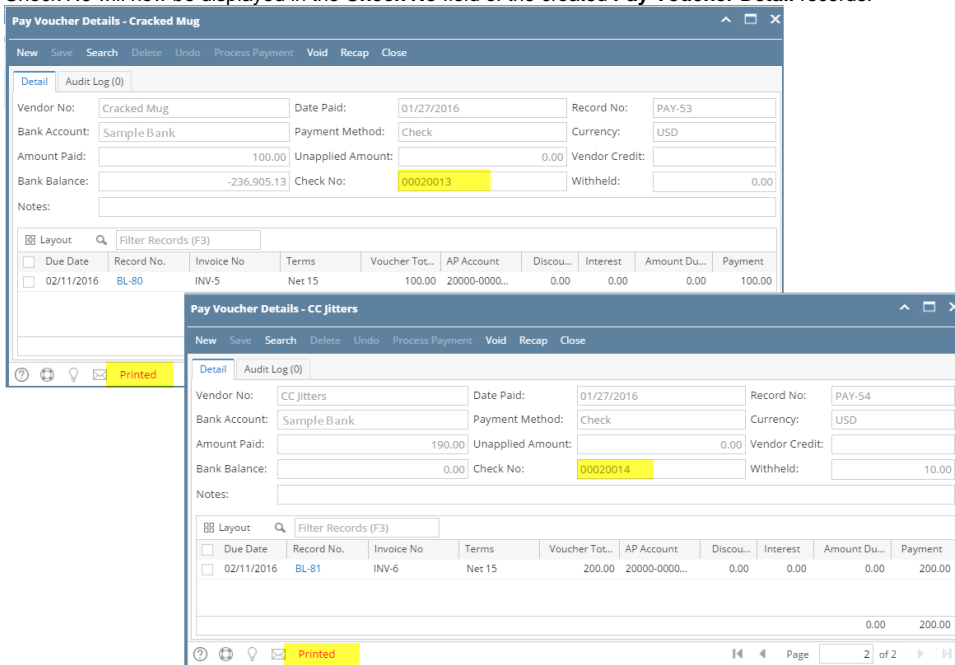 Check No will now be displayed in the Check No field of the created Pay Voucher Detail records.
Pay Voucher Details - Cracked Mug
New Save Search Delete Undo Process Payment Void Recap Close
Detail Audit Log (0)
Vendor No: Cracked Mug Date Paid: 01/27/2016 Record No: PAY-53
Bank Account: Sample Bank Payment Method: Check Currency: USD
Amount Paid: 100.00 Unapplied Amount: 0.00 Vendor Credit:
Bank Balance: -236,905.13 Check No: 00020013 Withheld: 0.00
Notes:
Layout Filter Records (F3)
Due Date Record No. Invoice No Terms Voucher Tot... AP Account Discou... Interest Amount Du... Payment
02/11/2016 BL-80 INV-5 Net 15 100.00 20000-0000... 0.00 0.00 0.00 100.00
Printed
Pay Voucher Details - CC Jitters
New Save Search Delete Undo Process Payment Void Recap Close
Detail Audit Log (0)
Vendor No: CC Jitters Date Paid: 01/27/2016 Record No: PAY-54
Bank Account: Sample Bank Payment Method: Check Currency: USD
Amount Paid: 190.00 Unapplied Amount: 0.00 Vendor Credit:
Bank Balance: 0.00 Check No: 00020014 Withheld: 10.00
Notes:
Layout Filter Records (F3)
Due Date Record No. Invoice No Terms Voucher Tot... AP Account Discou... Interest Amount Du... Payment
02/11/2016 BL-81 INV-6 Net 15 200.00 20000-0000... 0.00 0.00 0.00 200.00
0.00 200.00
Printed Page 2 of 2